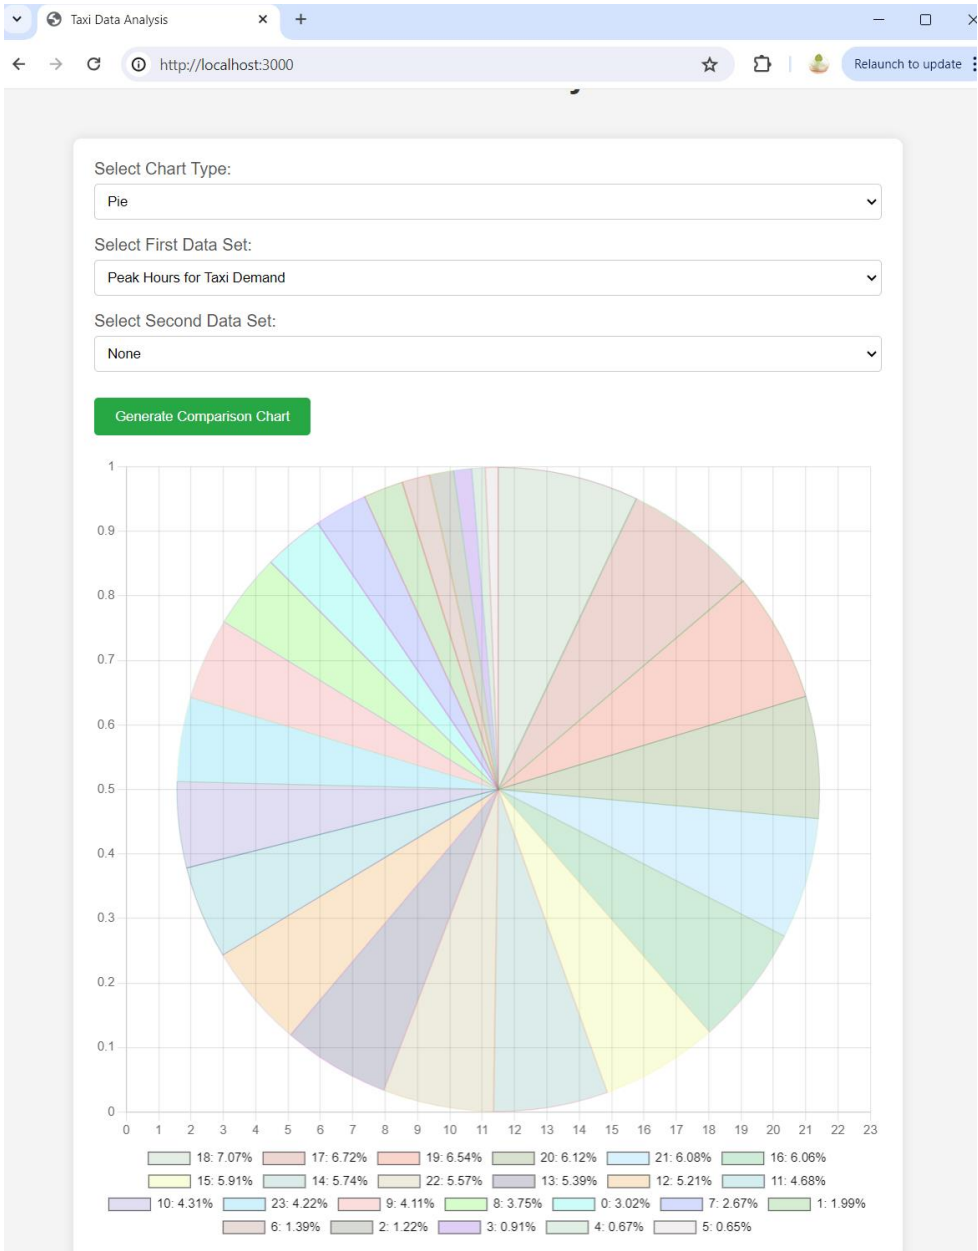 Taxi Data Analysis
http://localhost:3000
Relaunch to update
Select Chart Type:
Pie
Select First Data Set:
Peak Hours for Taxi Demand
Select Second Data Set:
None
Generate Comparison Chart
1
0.9
0.8
0.7
0.6
0.5
0.4
0.3
0.2
0.1
0
0 1 2 3 4 5 6 7 8 9 10 11 12 13 14 15 16 17 18 19 20 21 22 23
18: 7.07% 17: 6.72% 19: 6.54% 20: 6.12% 21: 6.08% 16: 6.06%
15: 5.91% 14: 5.74% 22: 5.57% 13: 5.39% 12: 5.21% 11: 4.68%
10: 4.31% 23: 4.22% 9: 4.11% 8: 3.75% 0: 3.02% 7: 2.67% 1: 1.99%
6: 1.39% 2: 1.22% 3: 0.91% 4: 0.67% 5: 0.65%